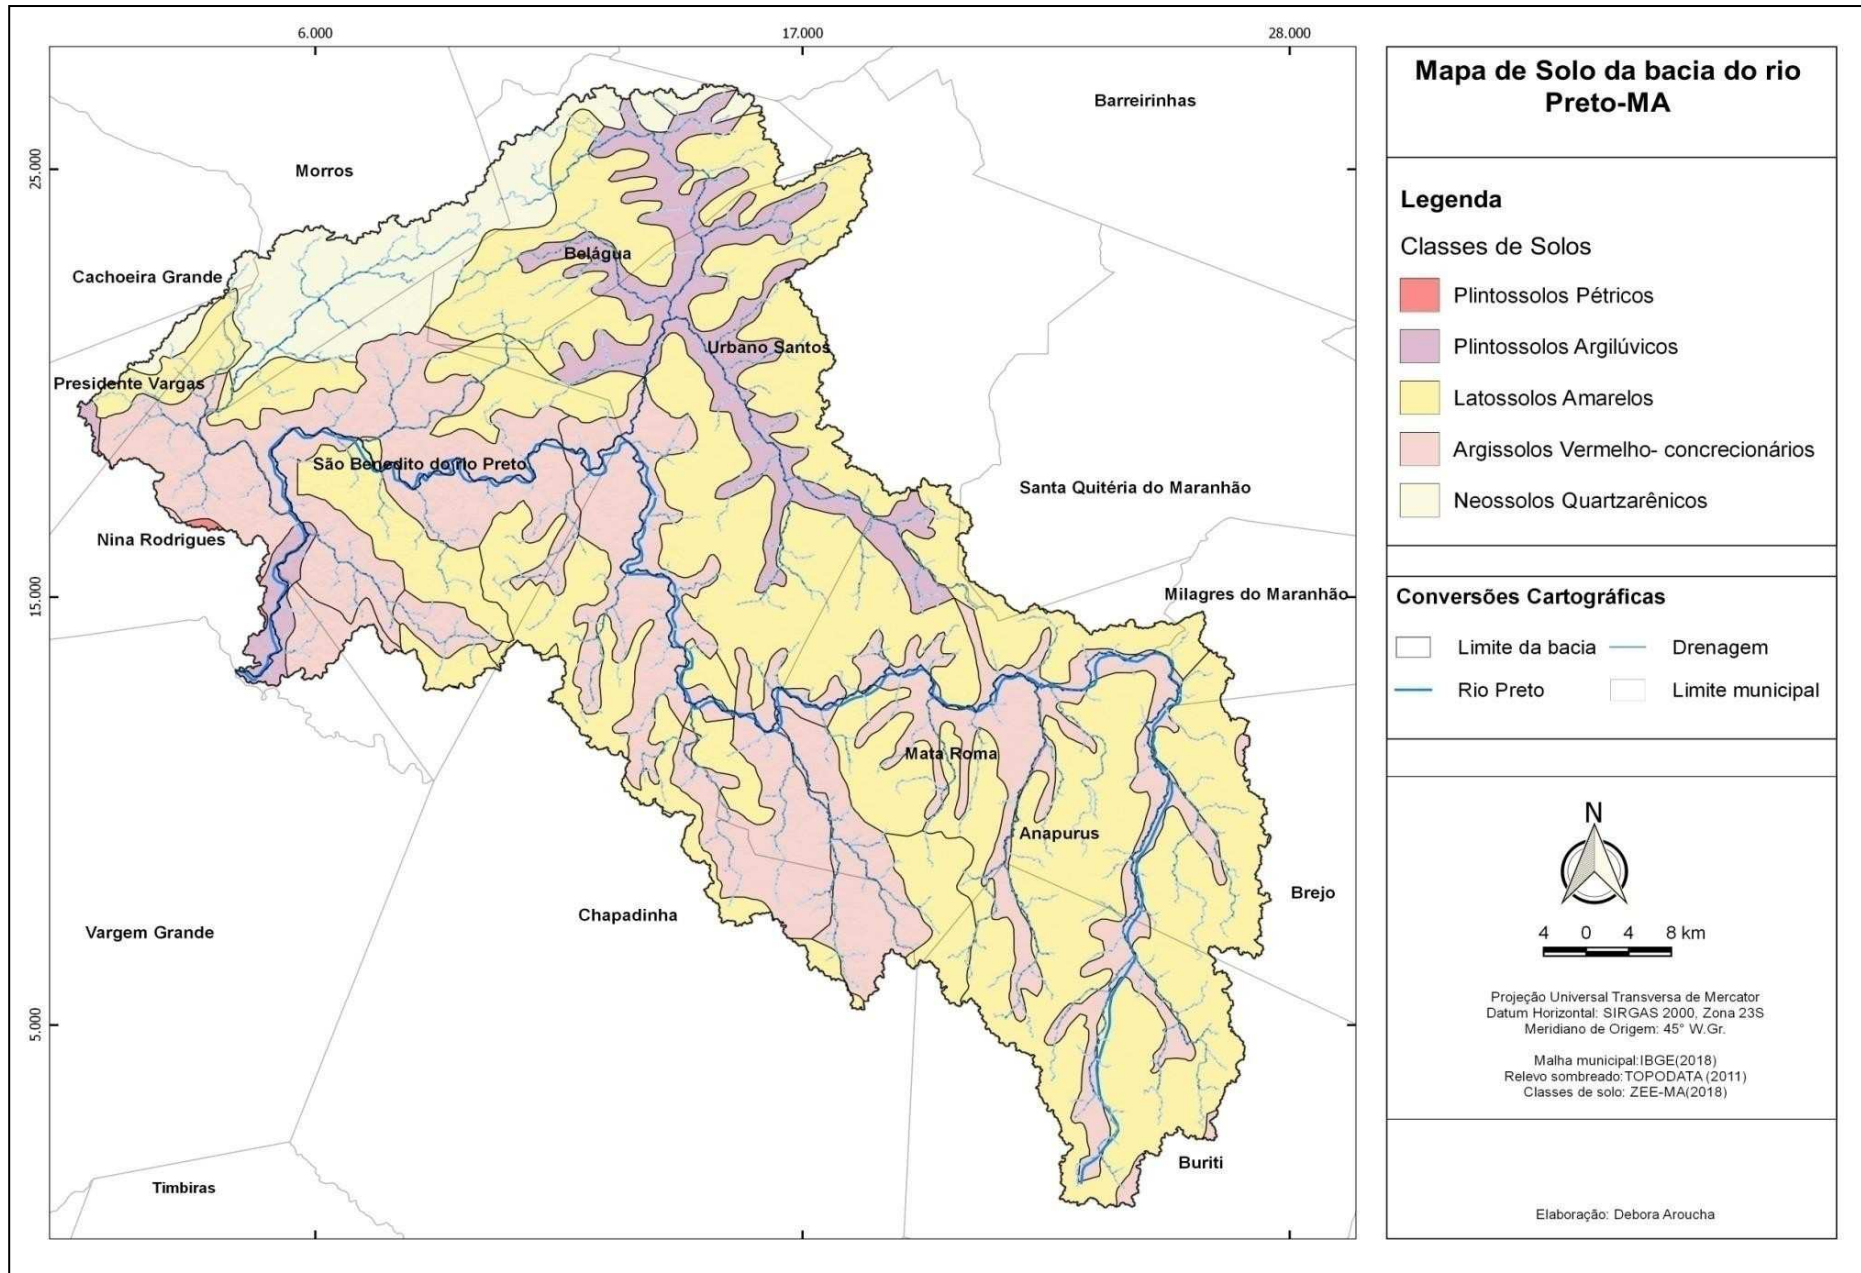 6.000
17.000
28.000
25.000
15.000
5.000
Barreirinhas
Morros
Belágua
Cachoeira Grande
Urbano Santos
Presidente Vargas
São Benedito do rio Preto
Santa Quitéria do Maranhão
Nina Rodrigues
Milagres do Maranhão
Mata Roma
Anapurus
Brejo
Chapadinha
Vargem Grande
Buriti
Timbiras
Mapa de Solo da bacia do rio
Preto-MA
Legenda
Classes de Solos
Plintossolos Pétricos
Plintossolos Argilúvicos
Latossolos Amarelos
Argissolos Vermelho- concrecionários
Neossolos Quartzarênicos
Conversões Cartográficas
Limite da bacia
Drenagem
Rio Preto
Limite municipal
N
4 0 4 8 km
Projeção Universal Transversa de Mercator
Datum Horizontal: SIRGAS 2000, Zona 23S
Meridiano de Origem: 45° W.Gr.
Malha municipal:IBGE(2018)
Relevo sombreado:TOPODATA (2011)
Classes de solo: ZEE-MA(2018)
Elaboração: Debora Aroucha